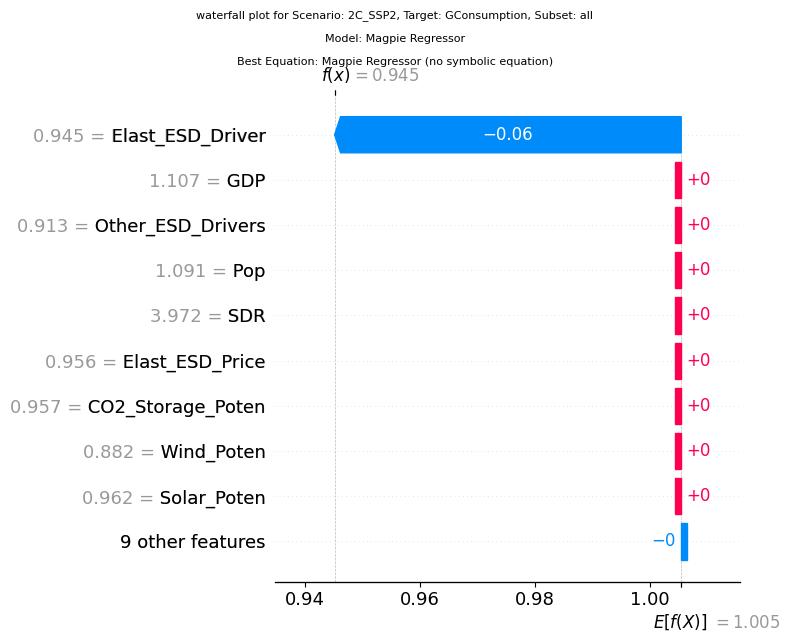 waterfall plot for Scenario: 2C_SSP2, Target: GConsumption, Subset: all
Model: Magpie Regressor
Best Equation: Magpie Regressor (no symbolic equation)
f(x) = 0.945
0.945 = Elast_ESD_Driver
−0.06
1.107 = GDP
+0
0.913 = Other_ESD_Drivers
+0
1.091 = Pop
+0
3.972 = SDR
+0
0.956 = Elast_ESD_Price
+0
0.957 = CO2_Storage_Poten
+0
0.882 = Wind_Poten
+0
0.962 = Solar_Poten
+0
9 other features
−0
0.94 0.96 0.98 1.00
E[f(X)] = 1.005